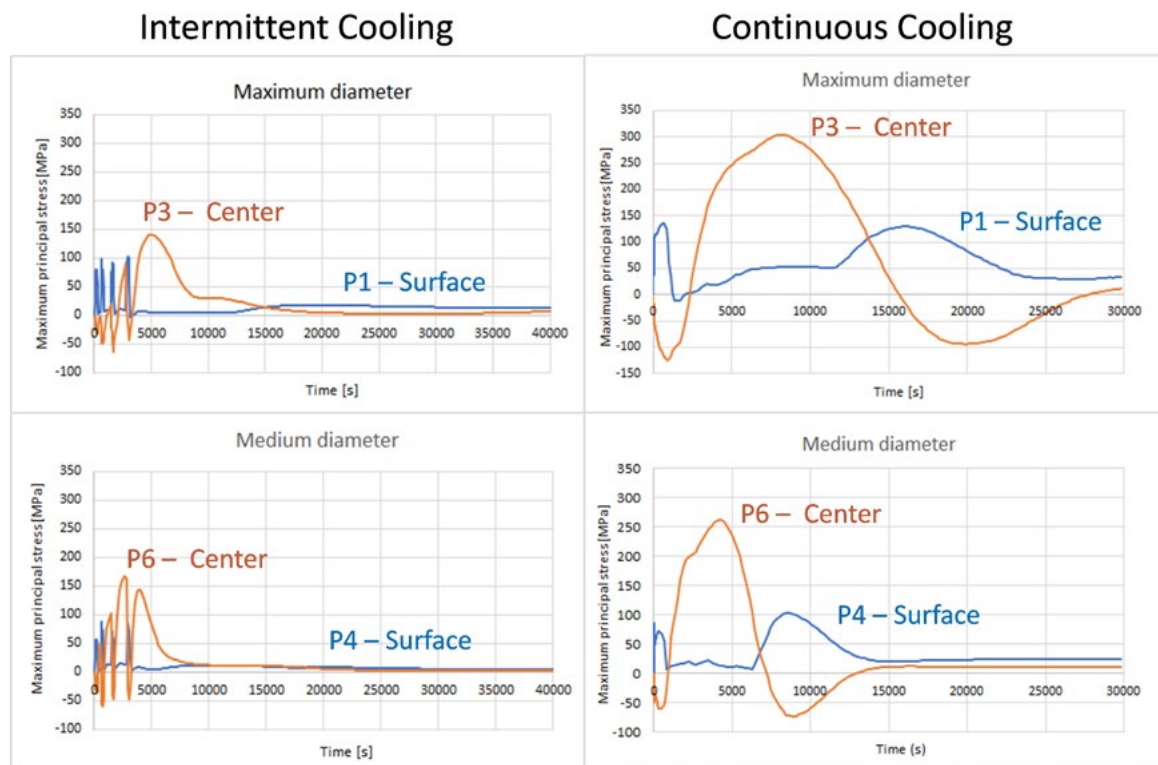 Intermittent Cooling
Continuous Cooling
Maximum diameter
Maximum principal stress[MPa]
350
300
250
200
150
100
50
0
-50
-100
P3 – Center
P1 – Surface
0 5000 10000 15000 20000 25000 30000 35000 40000
Time [s]
Maximum diameter
Maximum principal stress [MPa]
350
300
250
200
150
100
50
0
-50
-100
-150
P3 – Center
P1 – Surface
0 5000 10000 15000 20000 25000 30000
Time [s]
Medium diameter
Maximum principal stress[MPa]
350
300
250
200
150
100
50
0
-50
-100
P6 – Center
P4 – Surface
0 5000 10000 15000 20000 25000 30000 35000 40000
Time [s]
Medium diameter
Maximum principal stress [MPa]
350
300
250
200
150
100
50
0
-50
-100
P6 – Center
P4 – Surface
0 5000 10000 15000 20000 25000 30000
Time (s)